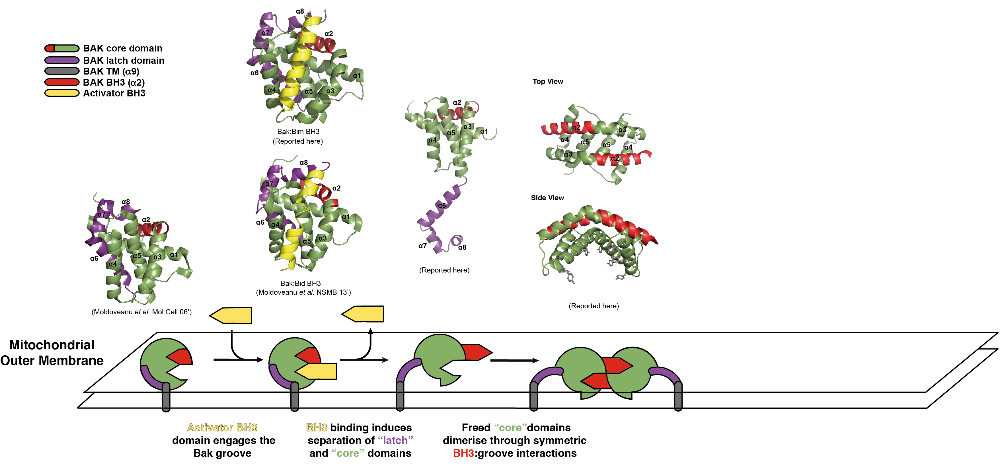 BAK core domain
BAK latch domain
BAK TM (α9)
BAK BH3 (α2)
Activator BH3
α8
α7
α2
α6
α1
α4
α5
α3
Bak:Bim BH3
(Reported here)
α8
α7
α2
α6
α4
α1
α5
α3
Bak:Bid BH3
(Moldoveanu et al. NSMB 13’)
α8
α7
α2
α6
α5
α3
α1
α4
(Moldoveanu et al. Mol Cell 06’)
α2
α3
α5
α1
α4
α6
α7
α8
(Reported here)
Top View
α2
α3
α4
α5
α5
α4
α3
α2
Side View
(Reported here)
Mitochondrial
Outer Membrane
Activator BH3
domain engages the
Bak groove
BH3 binding induces
separation of “latch”
and “core” domains
Freed “core”domains
dimerise through symmetric
BH3:groove interactions